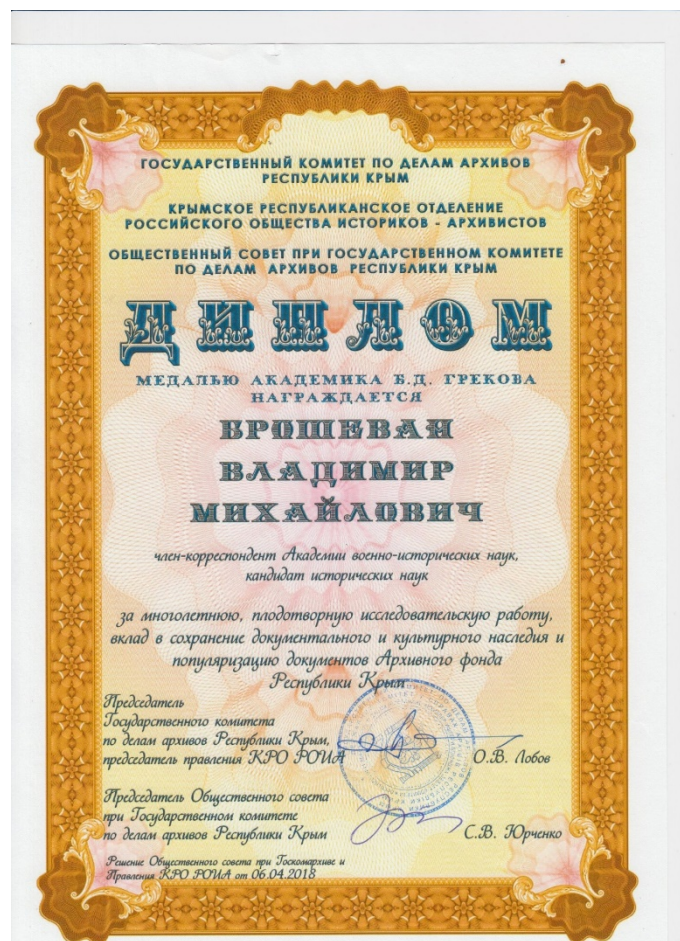 ГОСУДАРСТВЕННЫЙ КОМИТЕТ ПО ДЕЛАМ АРХИВОВ
РЕСПУБЛИКИ КРЫМ
КРЫМСКОЕ РЕСПУБЛИКАНСКОЕ ОТДЕЛЕНИЕ
РОССИЙСКОГО ОБЩЕСТВА ИСТОРИКОВ - АРХИВИСТОВ
ОБЩЕСТВЕННЫЙ СОВЕТ ПРИ ГОСУДАРСТВЕННОМ КОМИТЕТЕ
ПО ДЕЛАМ АРХИВОВ РЕСПУБЛИКИ КРЫМ
ДИПЛОМ
МЕДАЛЬЮ АКАДЕМИКА Б.Д. ГРЕКОВА
НАГРАЖДАЕТСЯ
БРОШЕВАН
ВЛАДИМИР
МИХАЙЛОВИЧ
член-корреспондент Академии военно-исторических наук,
кандидат исторических наук
за многолетнюю, плодотворную исследовательскую работу,
вклад в сохранение документального и культурного наследия и
популяризацию документов Архивного фонда
Республики Крым
Председатель
Государственного комитета
по делам архивов Республики Крым,
председатель правления КРО РОИА О.В. Лобов
Председатель Общественного совета
при Государственном комитете
по делам архивов Республики Крым С.В. Юрченко
Решение Общественного совета при Госкомархиве и
Правления КРО РОИА от 06.04.2018